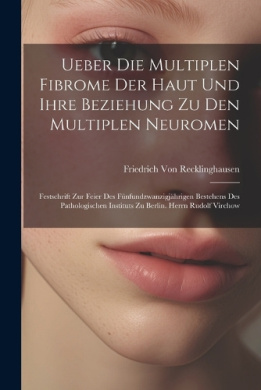 Ueber Die Multiplen
Fibrome Der Haut Und
Ihre Beziehung Zu Den
Multiplen Neuromen
Friedrich Von Recklinghausen
Festschrift Zur Feier Des Fünfundzwanzigjährigen Bestehens Des
Pathologischen Instituts Zu Berlin. Herrn Rudolf Virchow